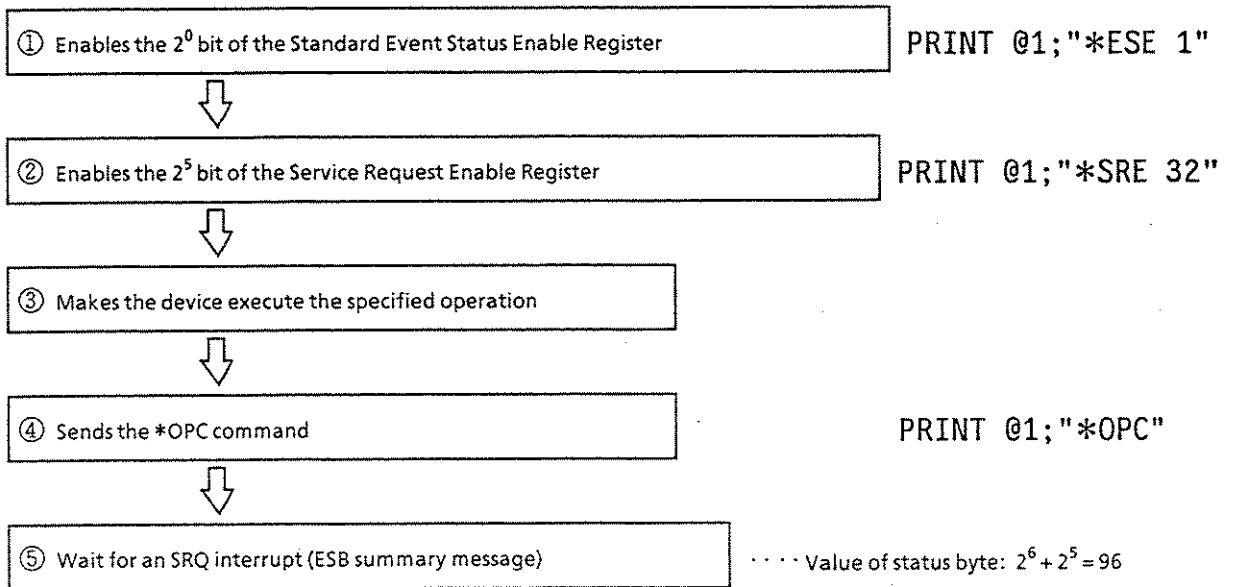 ① Enables the 2⁰ bit of the Standard Event Status Enable Register PRINT @1;"*ESE 1"
② Enables the 2⁵ bit of the Service Request Enable Register PRINT @1;"*SRE 32"
③ Makes the device execute the specified operation
④ Sends the *OPC command PRINT @1;"*OPC"
⑤ Wait for an SRQ interrupt (ESB summary message) ···· Value of status byte: 2⁶ + 2⁵ = 96